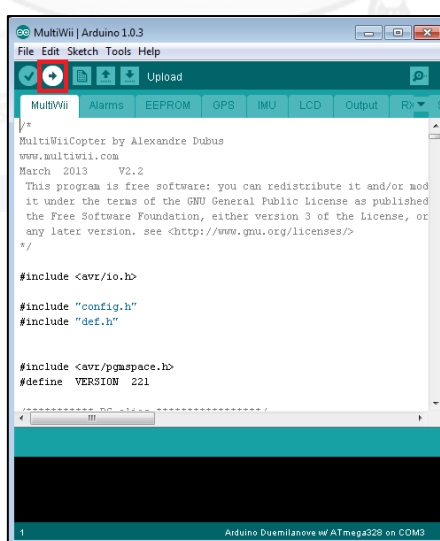 MultiWii | Arduino 1.0.3
File Edit Sketch Tools Help
Upload
MultiWii Alarms EEPROM GPS IMU LCD Output RX
/*
MultiWiiCopter by Alexandre Dubus
www.multiwii.com
March 2013 V2.2
This program is free software: you can redistribute it and/or mod
it under the terms of the GNU General Public License as published
the Free Software Foundation, either version 3 of the License, or
any later version. see <http://www.gnu.org/licenses/>
*/
#include <avr/io.h>
#include "config.h"
#include "def.h"
#include <avr/pgmspace.h>
#define VERSION 221
1 Arduino Duemilanove w/ ATmega328 on COM3